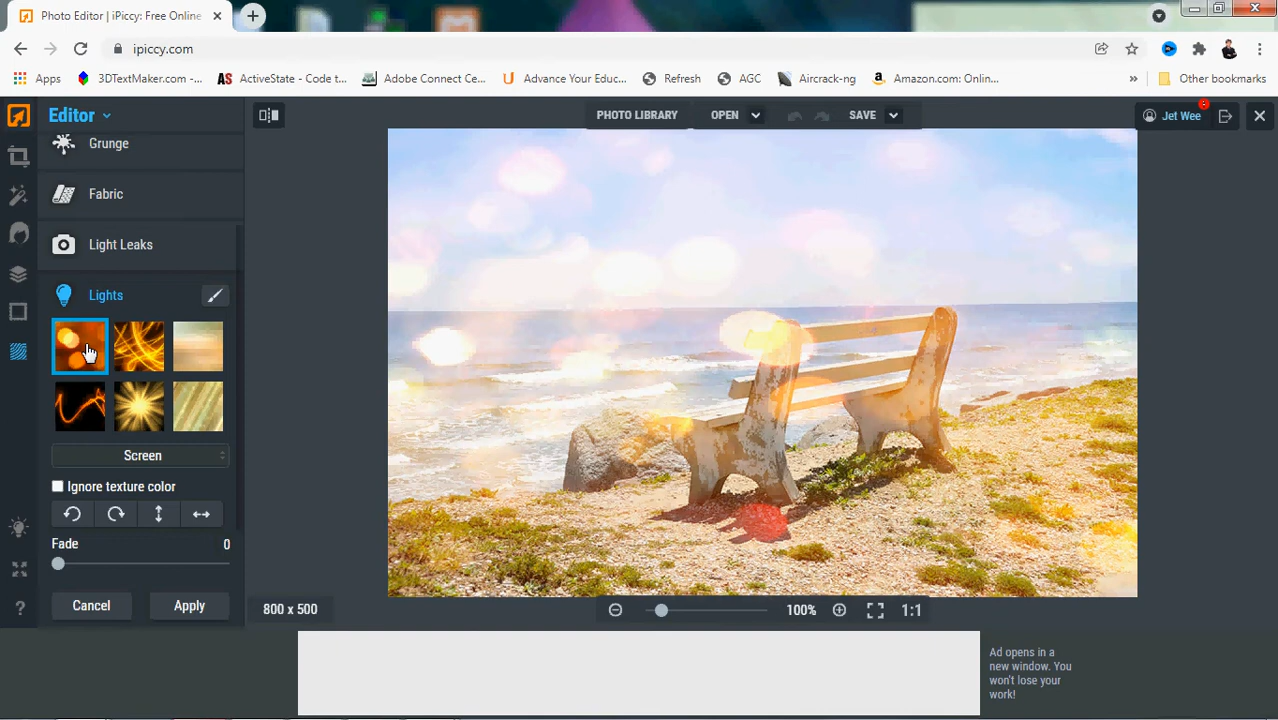 Photo Editor | iPiccy: Free Online
ipiccy.com
Apps
3DTextMaker.com -...
ActiveState - Code t...
Adobe Connect Ce...
Advance Your Educ...
Refresh
AGC
Aircrack-ng
Amazon.com: Onlin...
»
Other bookmarks
Editor
PHOTO LIBRARY
OPEN
SAVE
Jet Wee
Grunge
Fabric
Light Leaks
Lights
Screen
Ignore texture color
Fade 0
Cancel
Apply
800 x 500
100%
1:1
?
Ad opens in a
new window. You
won't lose your
work!